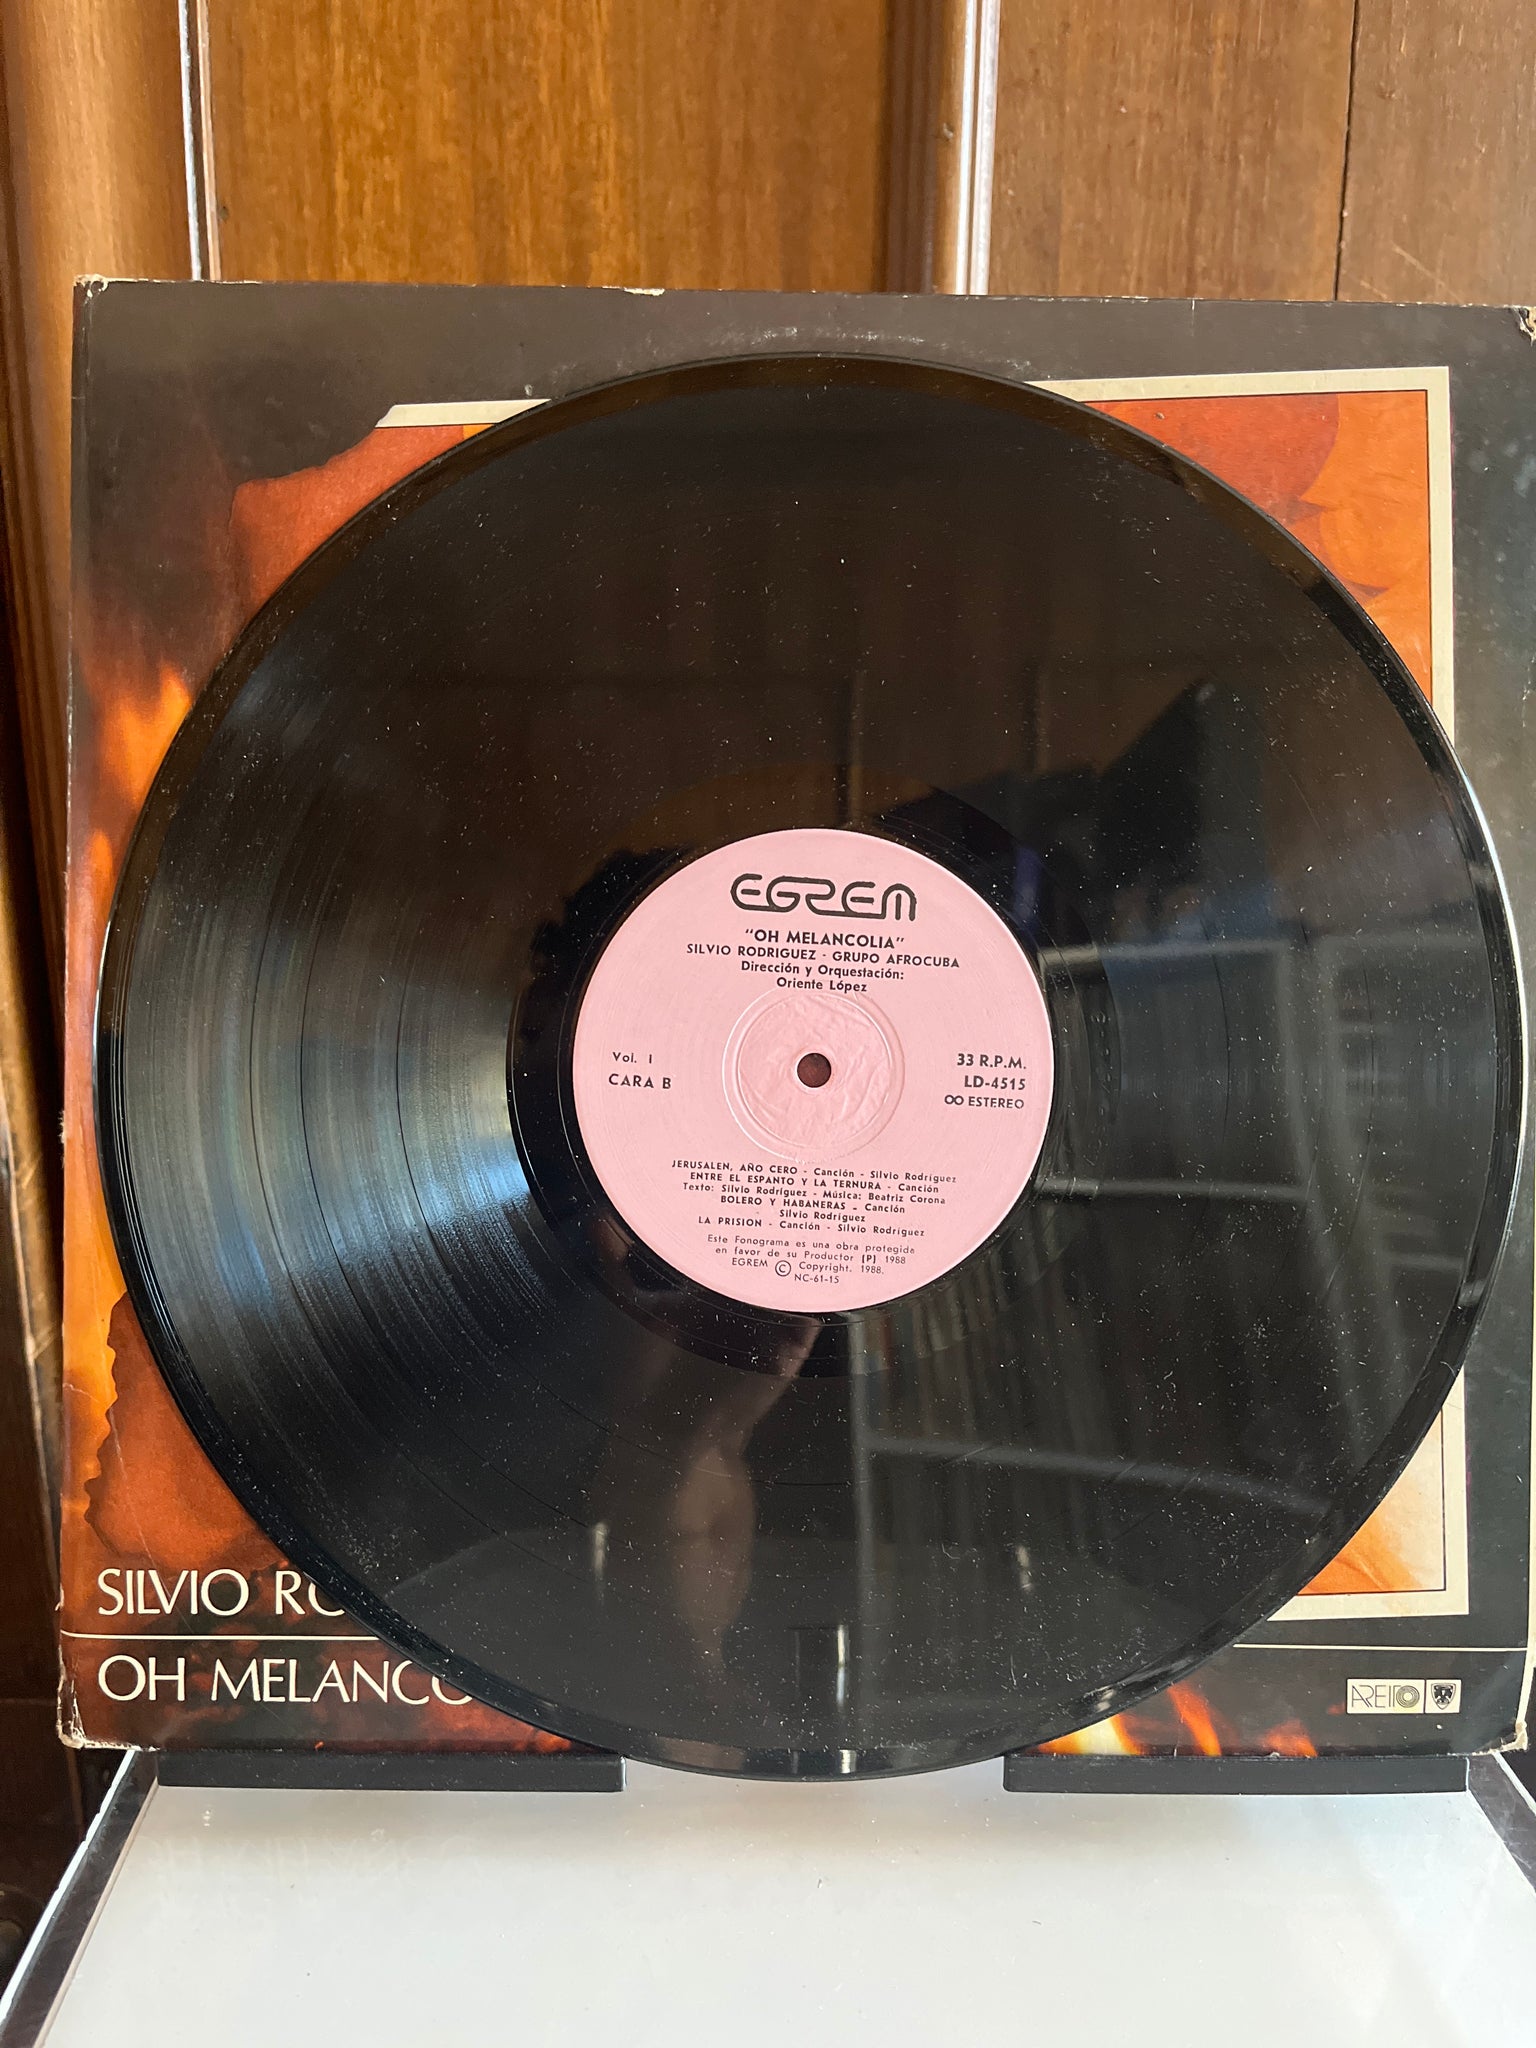 EGREM
"OH MELANCOLIA"
SILVIO RODRIGUEZ - GRUPO AFROCUBA
Dirección y Orquestación:
Oriente López
Vol. I
CARA B
33 R.P.M.
LD-4515
ESTEREO
JERUSALEN, AÑO CERO - Canción - Silvio Rodríguez
ENTRE EL ESPANTO Y LA TERNURA - Canción
Texto: Silvio Rodríguez - Música: Beatriz Corona
BOLERO Y HABANERAS - Canción
- Silvio Rodríguez
LA PRISION - Canción - Silvio Rodríguez
Este Fonograma es una obra protegida
en favor de su Productor (P) 1988
EGREM © Copyright. 1988.
NC-61-15
SILVIO RO
OH MELANCO
AREITO